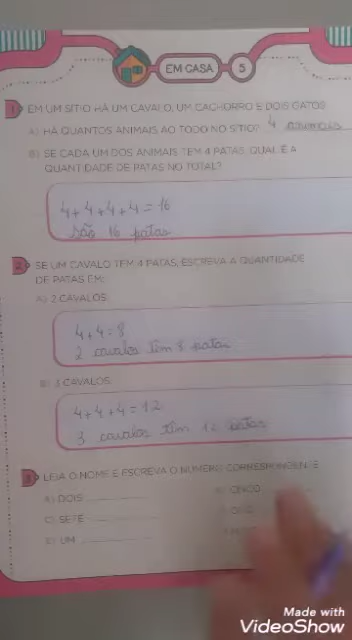 EM CASA 5
1 EM UM SÍTIO HÁ UM CAVALO, UM CACHORRO E DOIS GATOS.
A) HÁ QUANTOS ANIMAIS AO TODO NO SÍTIO? 4 animais
B) SE CADA UM DOS ANIMAIS TEM 4 PATAS, QUAL É A
QUANTIDADE DE PATAS NO TOTAL?
4+4+4+4=16
São 16 patas
2 SE UM CAVALO TEM 4 PATAS, ESCREVA A QUANTIDADE
DE PATAS EM:
A) 2 CAVALOS:
4+4=8
2 cavalos têm 8 patas
B) 3 CAVALOS:
4+4+4=12
3 cavalos têm 12 patas
3 LEIA O NOME E ESCREVA O NÚMERO CORRESPONDENTE
A) DOIS
CINCO
C) SETE
E) UM
Made with
VideoShow